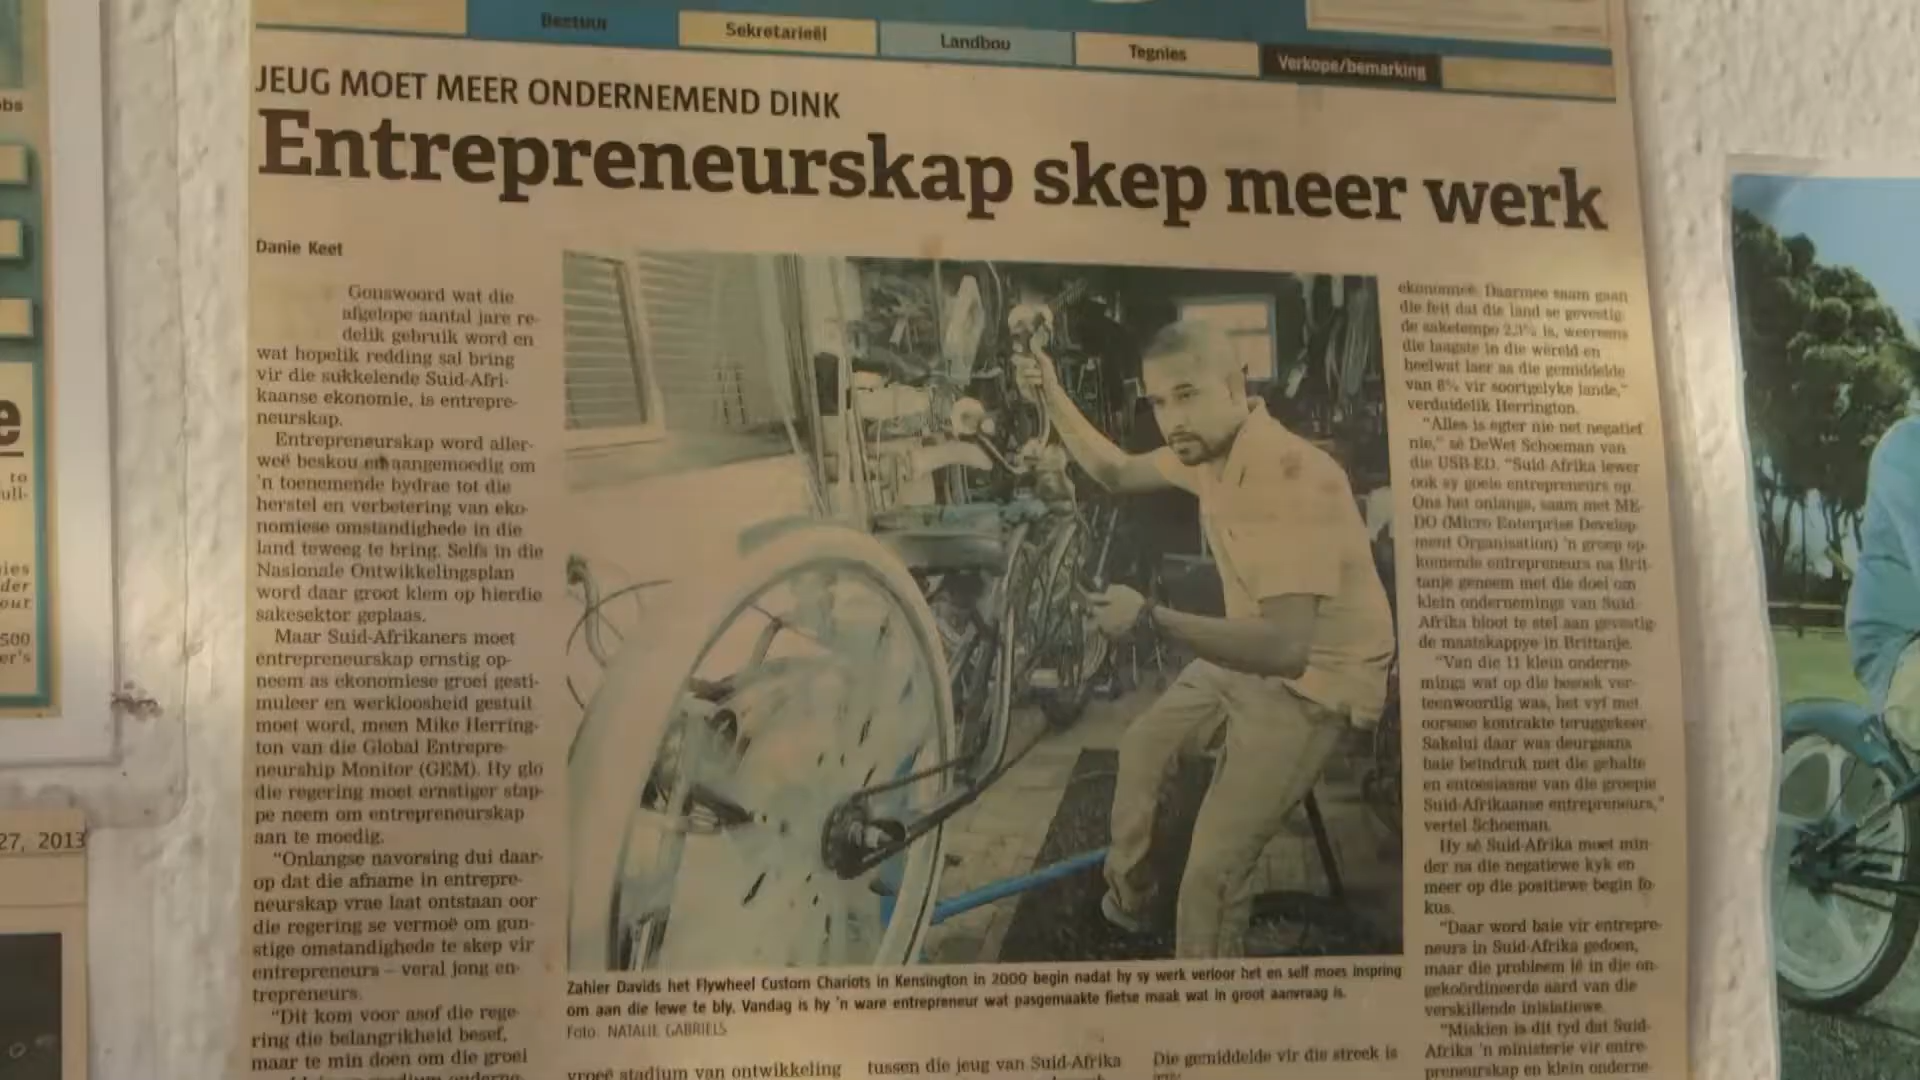 Bestuur
Sekretarieël
Landbou
Tegnies
Verkope/bemarking
JEUG MOET MEER ONDERNEMEND DINK
Entrepreneurskap skep meer werk
Danie Keet
Gonswoord wat die
afgelope aantal jare re-
delik gebruik word en
wat hopelik redding sal bring
vir die sukkelende Suid-Afri-
kaanse ekonomie, is entrepre-
neurskap.
Entrepreneurskap word aller-
weë beskou en aangemoedig om
'n toenemende bydrae tot die
herstel en verbetering van eko-
nomiese omstandighede in die
land teweeg te bring. Selfs in die
Nasionale Ontwikkelingsplan
word daar groot klem op hierdie
sakesektor geplaas.
Maar Suid-Afrikaners moet
entrepreneurskap ernstig op-
neem as ekonomiese groei gesti-
muleer en werkloosheid gestuit
moet word, meen Mike Herring-
ton van die Global Entrepre-
neurship Monitor (GEM). Hy glo
die regering moet ernstiger stap-
pe neem om entrepreneurskap
aan te moedig.
"Onlangse navorsing dui daar-
op dat die afname in entrepre-
neurskap vrae laat ontstaan oor
die regering se vermoë om gun-
stige omstandighede te skep vir
entrepreneurs – veral jong en-
trepreneurs.
"Dit kom voor asof die rege-
ring die belangrikheid besef,
maar te min doen om die groei
Zahier Davids het Flywheel Custom Chariots in Kensington in 2000 begin nadat hy sy werk verloor het en self moes inspring
om aan die lewe te bly. Vandag is hy 'n ware entrepreneur wat pasgemaakte fietse maak wat in groot aanvraag is.
Foto: NATALIE GABRIELS
vroeë stadium van ontwikkeling
tussen die jeug van Suid-Afrika
Die gemiddelde vir die streek is
ekonomieë. Daarmee saam gaan
die feit dat die land se gevestig-
de saketempo 2,3% is, weereens
die laagste in die wêreld en
heelwat laer as die gemiddelde
van 8% vir soortgelyke lande,"
verduidelik Herrington.
"Alles is egter nie net negatief
nie," sê DeWet Schoeman van
die USB-ED. "Suid-Afrika lewer
ook sy goeie entrepreneurs op.
Ons het onlangs, saam met ME-
DO (Micro Enterprise Develop-
ment Organisation) 'n groep op-
komende entrepreneurs na Brit-
tanje geneem met die doel om
klein ondernemings van Suid-
Afrika bloot te stel aan gevestig-
de maatskappye in Brittanje.
"Van die 11 klein onderne-
mings wat op die besoek ver-
teenwoordig was, het vyf met
oorsese kontrakte teruggekeer.
Sakelui daar was deurgaans
baie beïndruk met die gehalte
en entoesiasme van die groepie
Suid-Afrikaanse entrepreneurs,"
vertel Schoeman.
Hy sê Suid-Afrika moet min-
der na die negatiewe kyk en
meer op die positiewe begin fo-
kus.
"Daar word baie vir entrepre-
neurs in Suid-Afrika gedoen,
maar die probleem lê in die on-
gekoördineerde aard van die
verskillende inisiatiewe.
"Miskien is dit tyd dat Suid-
Afrika 'n ministerie vir entre-
preneurskap en klein onderne-
27, 2013